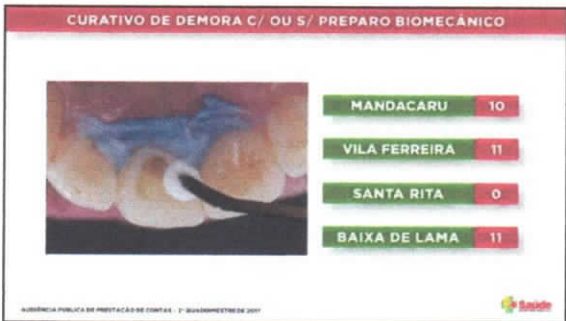 CURATIVO DE DEMORA C/ OU S/ PREPARO BIOMECÂNICO
MANDACARU 10
VILA FERREIRA 11
SANTA RITA 0
BAIXA DE LAMA 11
AUDIÊNCIA PÚBLICA DE PRESTAÇÃO DE CONTAS - 2º QUADRIMESTRE DE 2017
Saúde